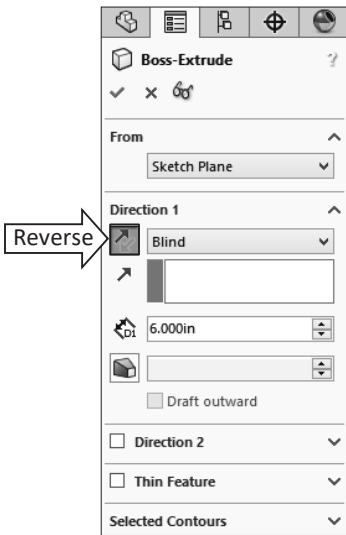 Boss-Extrude
?
From
Sketch Plane
Direction 1
Reverse
Blind
D1
6.000in
Draft outward
Direction 2
Thin Feature
Selected Contours